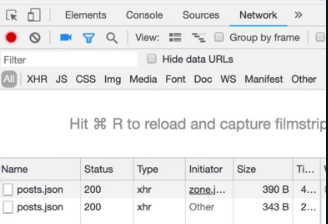 Elements Console Sources Network »
View: Group by frame
Filter Hide data URLs
All XHR JS CSS Img Media Font Doc WS Manifest Other
Hit ⌘ R to reload and capture filmstrip
Name Status Type Initiator Size Ti...
posts.json 200 xhr zone.j... 390 B 4...
posts.json 200 xhr Other 343 B 2...